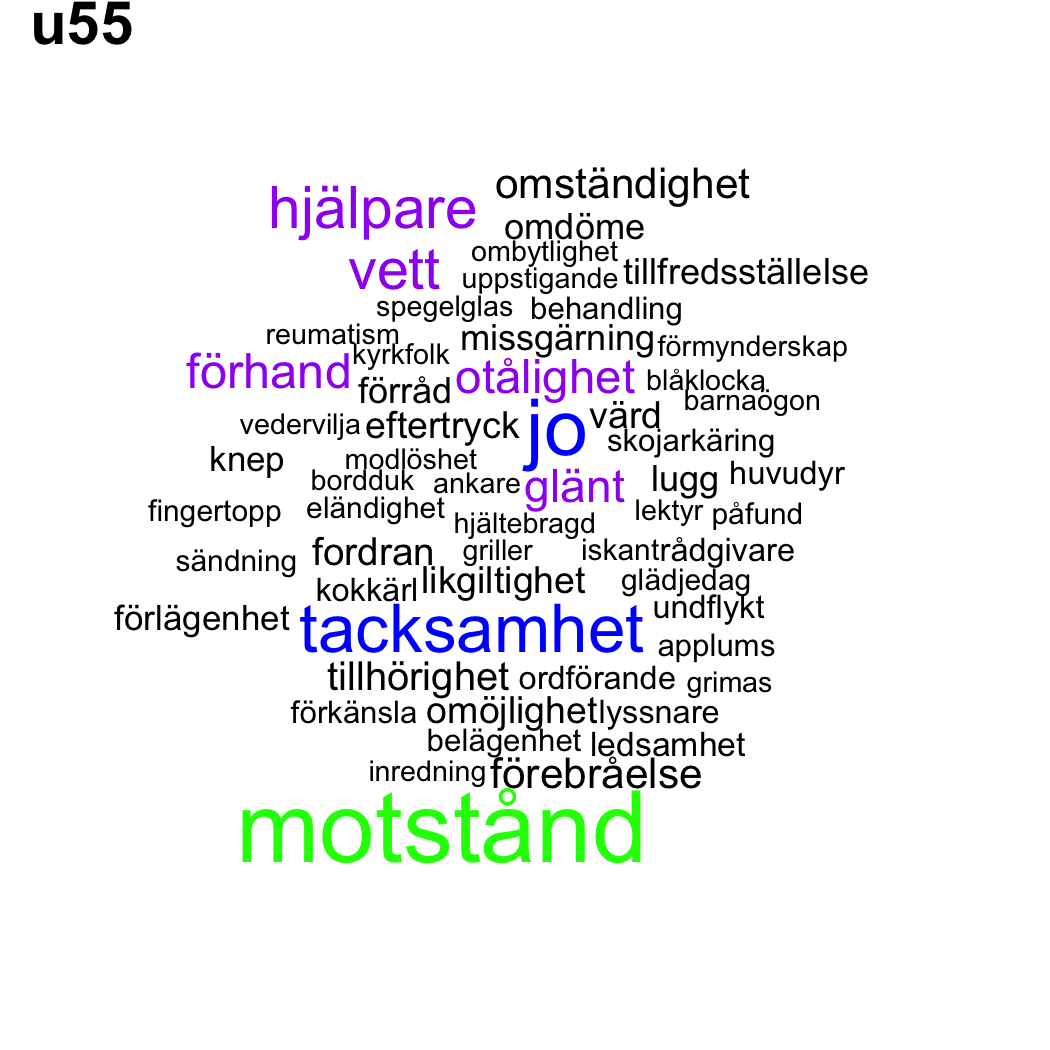 u55
omständighet
hjälpare
omdöme
ombytlighet
vett
uppstigande tillfredsställelse
spegelglas behandling
reumatism missgärning förmynderskap
kyrkfolk
förhand förråd otålighet blåklocka
barnaögon
vedervilja eftertryck jo värd
skojarkäring
knep modlöshet
bordduk ankare glänt lugg huvudyr
fingertopp eländighet hjältebragd lektyr påfund
sändning fordran griller iskant rådgivare
kokkärl likgiltighet glädjedag
förlägenhet tacksamhet undflykt
applums
tillhörighet ordförande grimas
förkänsla omöjlighet lyssnare
belägenhet ledsamhet
inredning förebråelse
motstånd